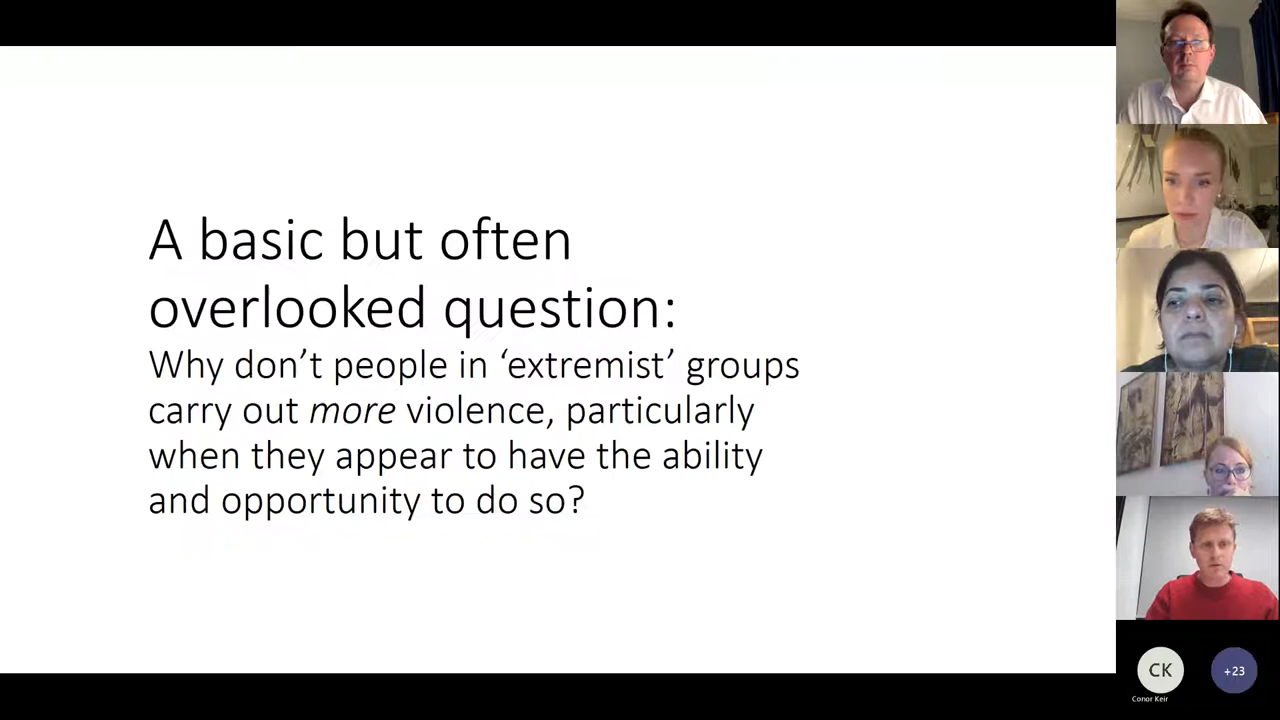 A basic but often
overlooked question:
Why don’t people in ‘extremist’ groups
carry out more violence, particularly
when they appear to have the ability
and opportunity to do so?
CK
+23
Conor Keir